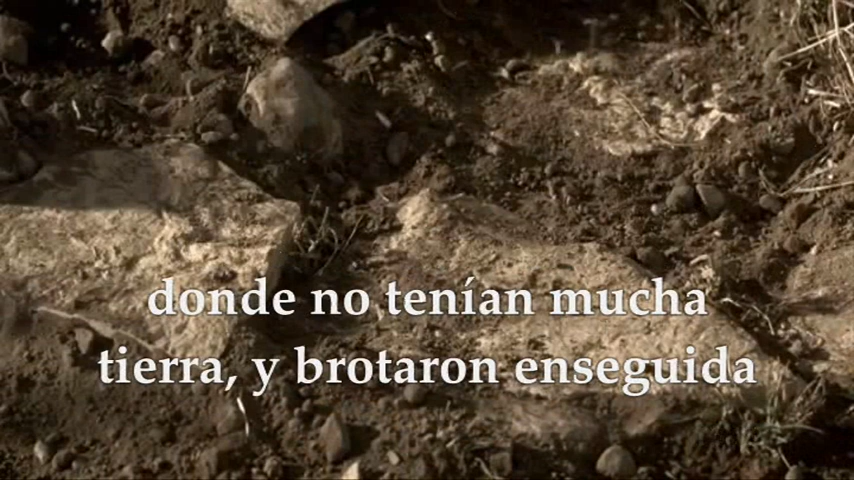 donde no tenían mucha
tierra, y brotaron enseguida